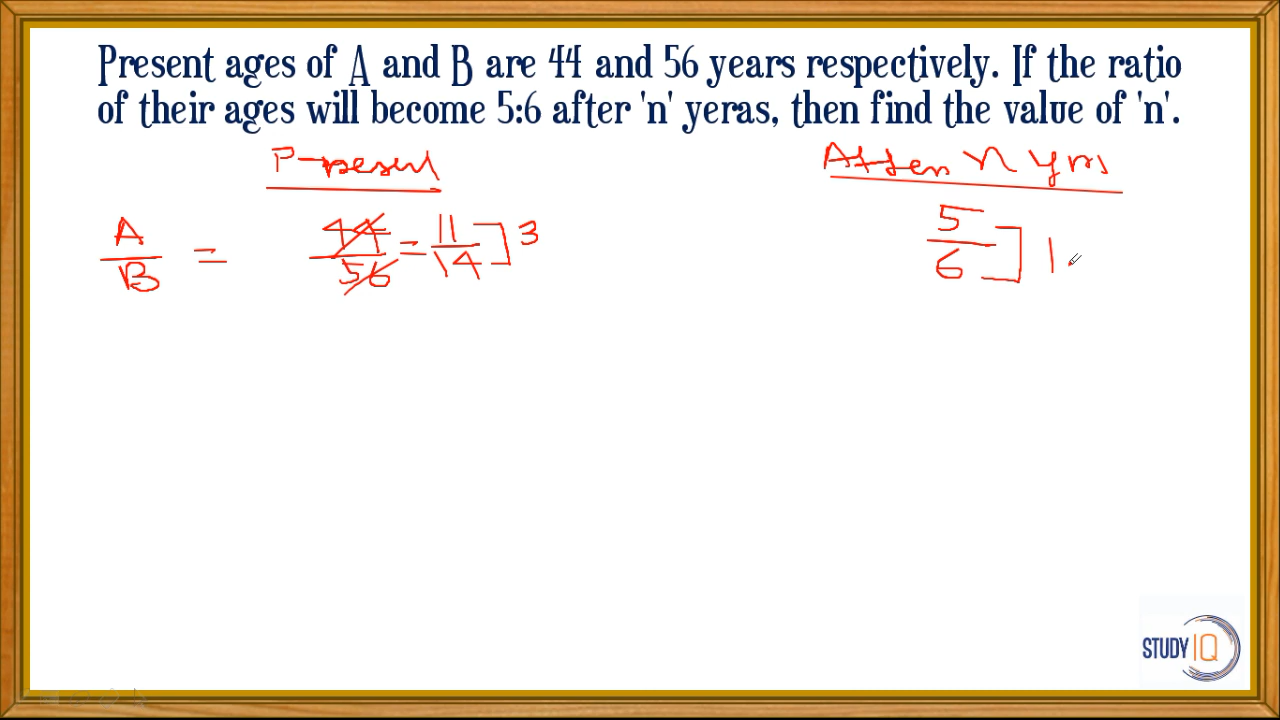 Present ages of A and B are 44 and 56 years respectively. If the ratio
of their ages will become 5:6 after 'n' yeras, then find the value of 'n'.
Present
After n yrs
A/B = 44/56 = 11/14 ] 3
5/6 ] 1
STUDY IQ